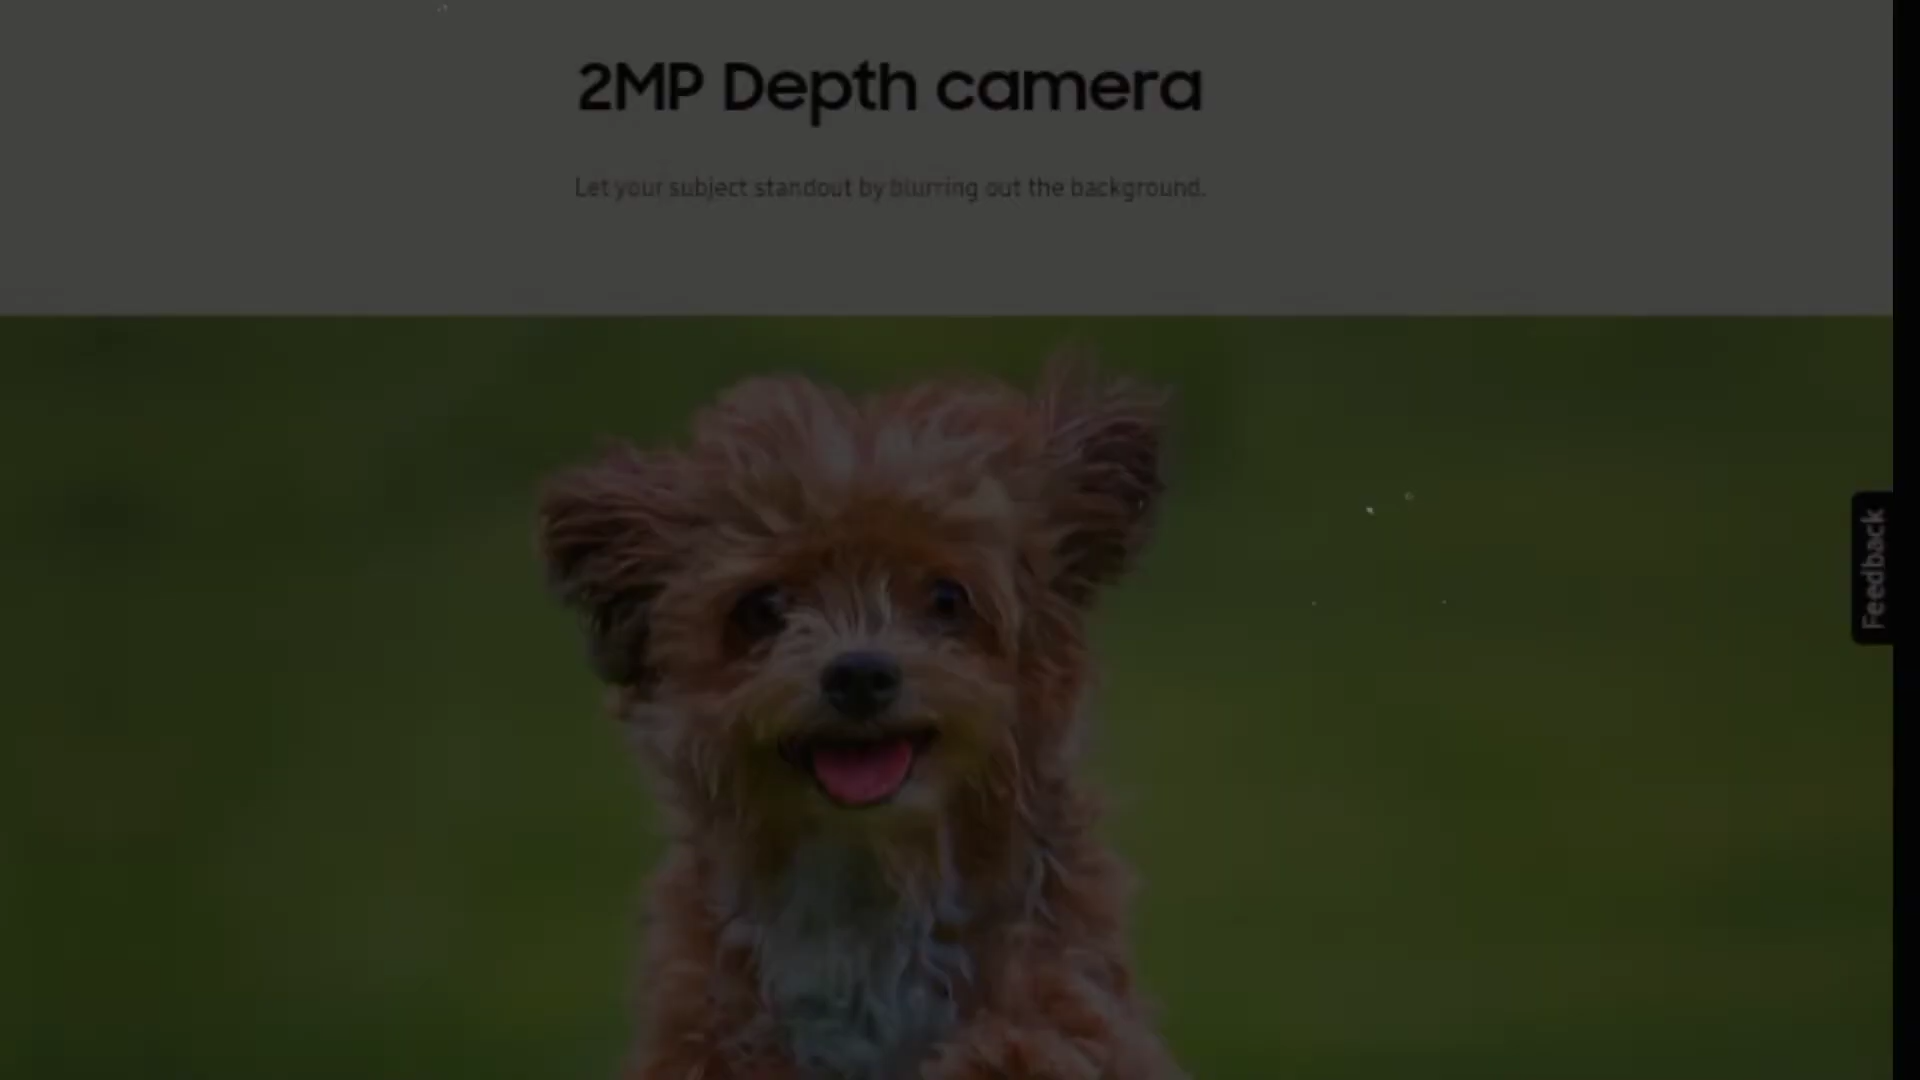 2MP Depth camera
Let your subject standout by blurring out the background.
Feedback